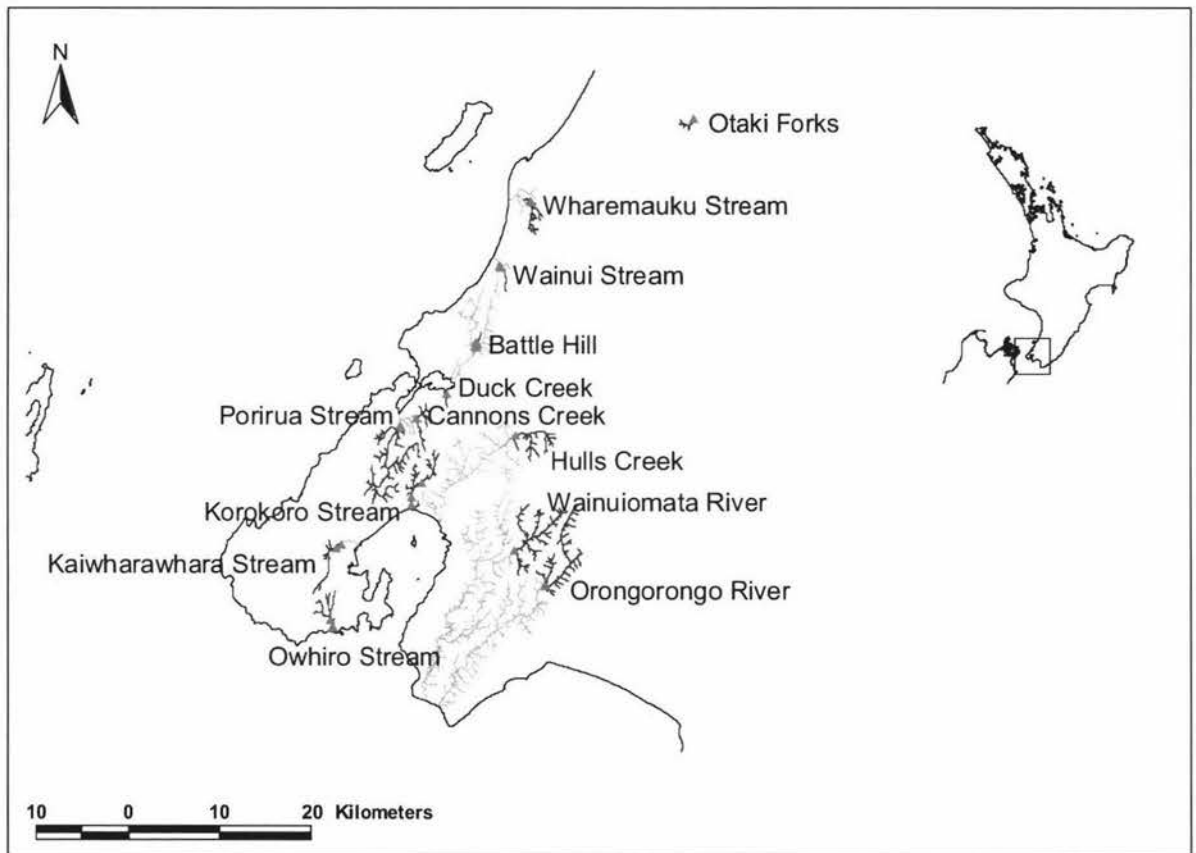 N
Otaki Forks
Wharemauku Stream
Wainui Stream
Battle Hill
Duck Creek
Porirua Stream Cannons Creek
Hulls Creek
Wainuiomata River
Korokoro Stream
Kaiwharawhara Stream
Orongorongo River
Owhiro Stream
10 0 10 20 Kilometers